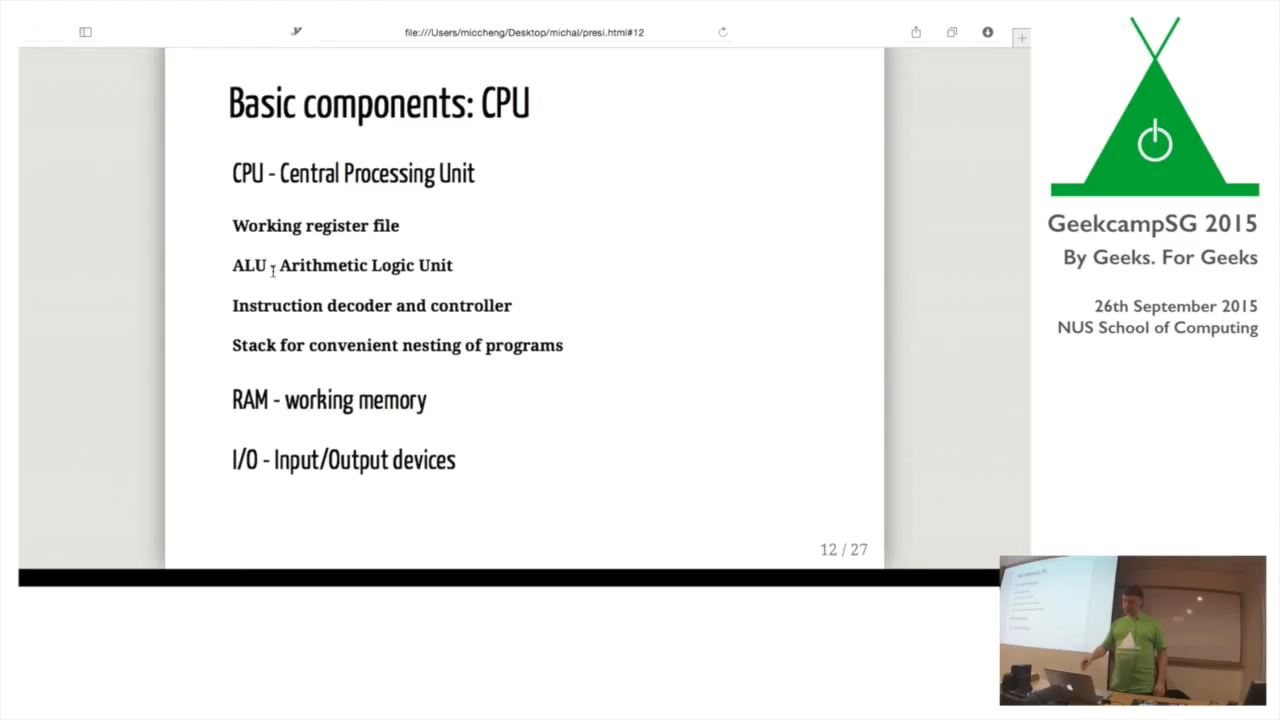 file:///Users/miccheng/Desktop/michal/presi.html#12
Basic components: CPU
CPU - Central Processing Unit
Working register file
ALU - Arithmetic Logic Unit
Instruction decoder and controller
Stack for convenient nesting of programs
RAM - working memory
I/O - Input/Output devices
12 / 27
GeekcampSG 2015
By Geeks. For Geeks
26th September 2015
NUS School of Computing